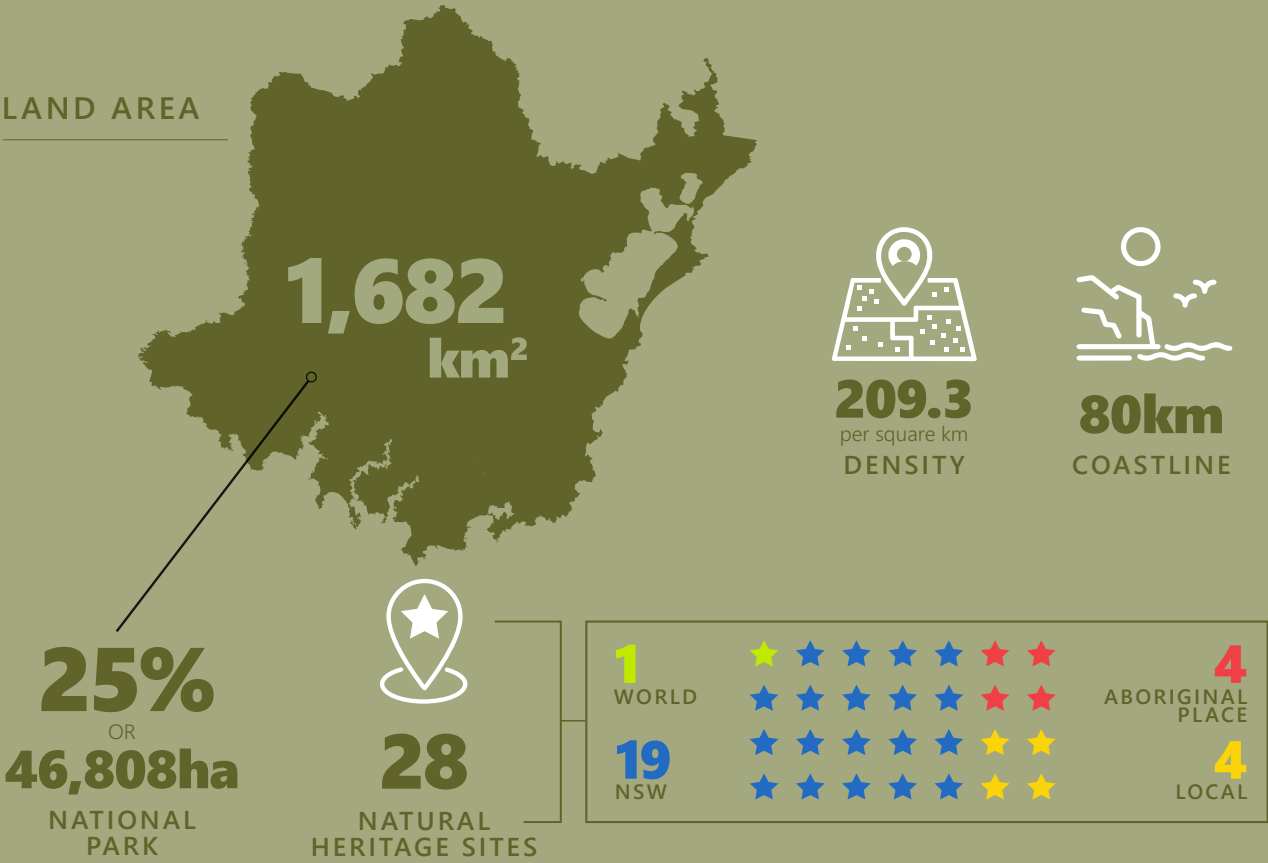 LAND AREA
1,682
km²
209.3
per square km
DENSITY
80km
COASTLINE
25%
OR
46,808ha
NATIONAL
PARK
28
NATURAL
HERITAGE SITES
1
WORLD
19
NSW
4
ABORIGINAL
PLACE
4
LOCAL